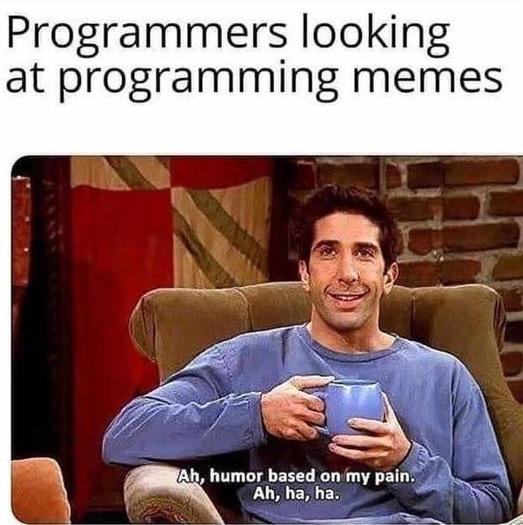 Programmers looking
at programming memes
Ah, humor based on my pain.
Ah, ha, ha.